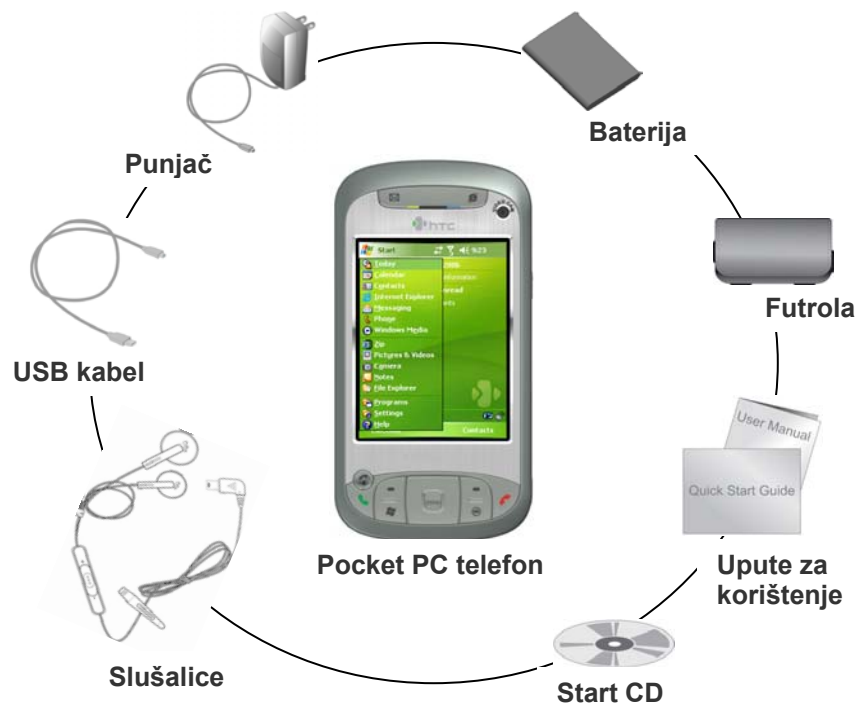 Punjač
Baterija
Futrola
USB kabel
Slušalice
Start CD
Upute za
korištenje
User Manual
Quick Start Guide
Pocket PC telefon
hTC
Start
9:23
Today
Calendar
Contacts
Internet Explorer
Messaging
Phone
Windows Media
Zip
Pictures & Videos
Camera
Notes
File Explorer
Programs
Settings
Help
Contacts